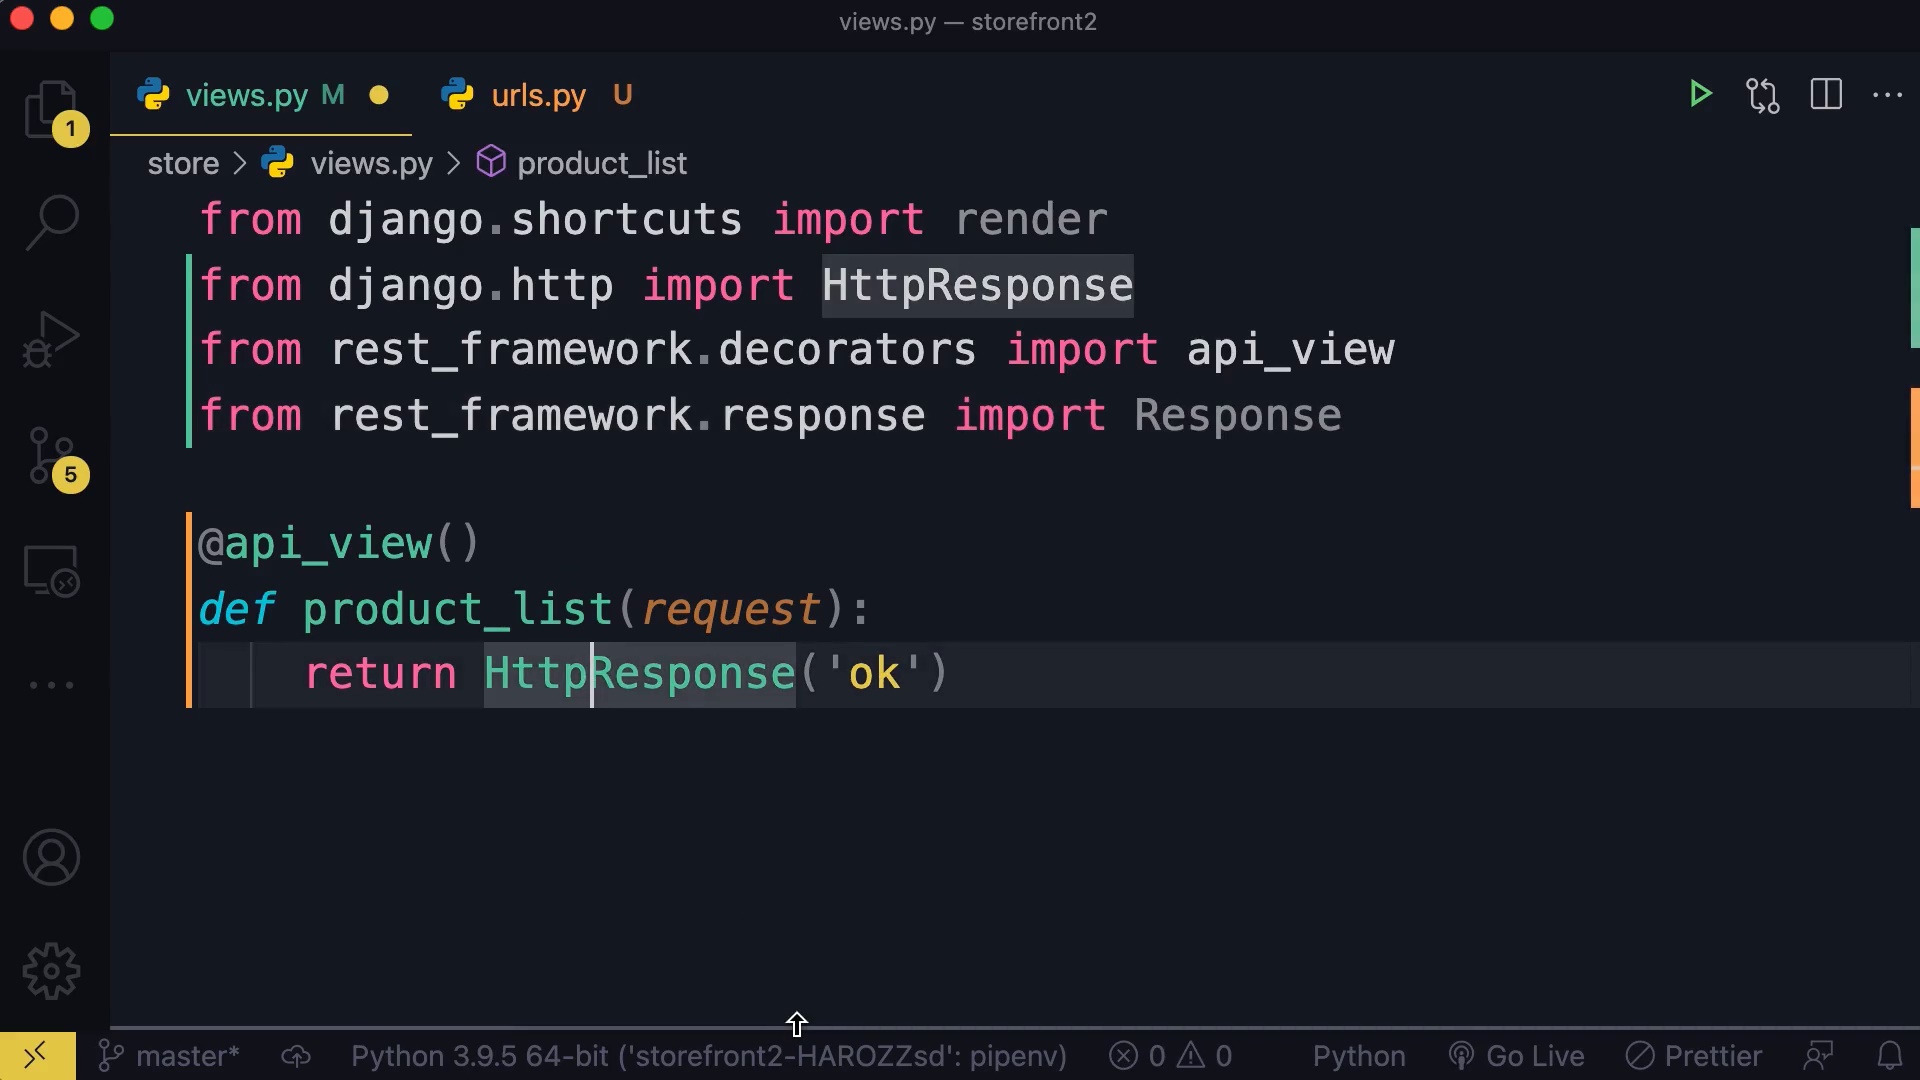 views.py — storefront2
views.py M urls.py U
1
store > views.py > product_list
from django.shortcuts import render
from django.http import HttpResponse
from rest_framework.decorators import api_view
from rest_framework.response import Response
5
@api_view()
def product_list(request):
return HttpResponse('ok')
master* Python 3.9.5 64-bit ('storefront2-HAROZZsd': pipenv) 0 0 Python Go Live Prettier